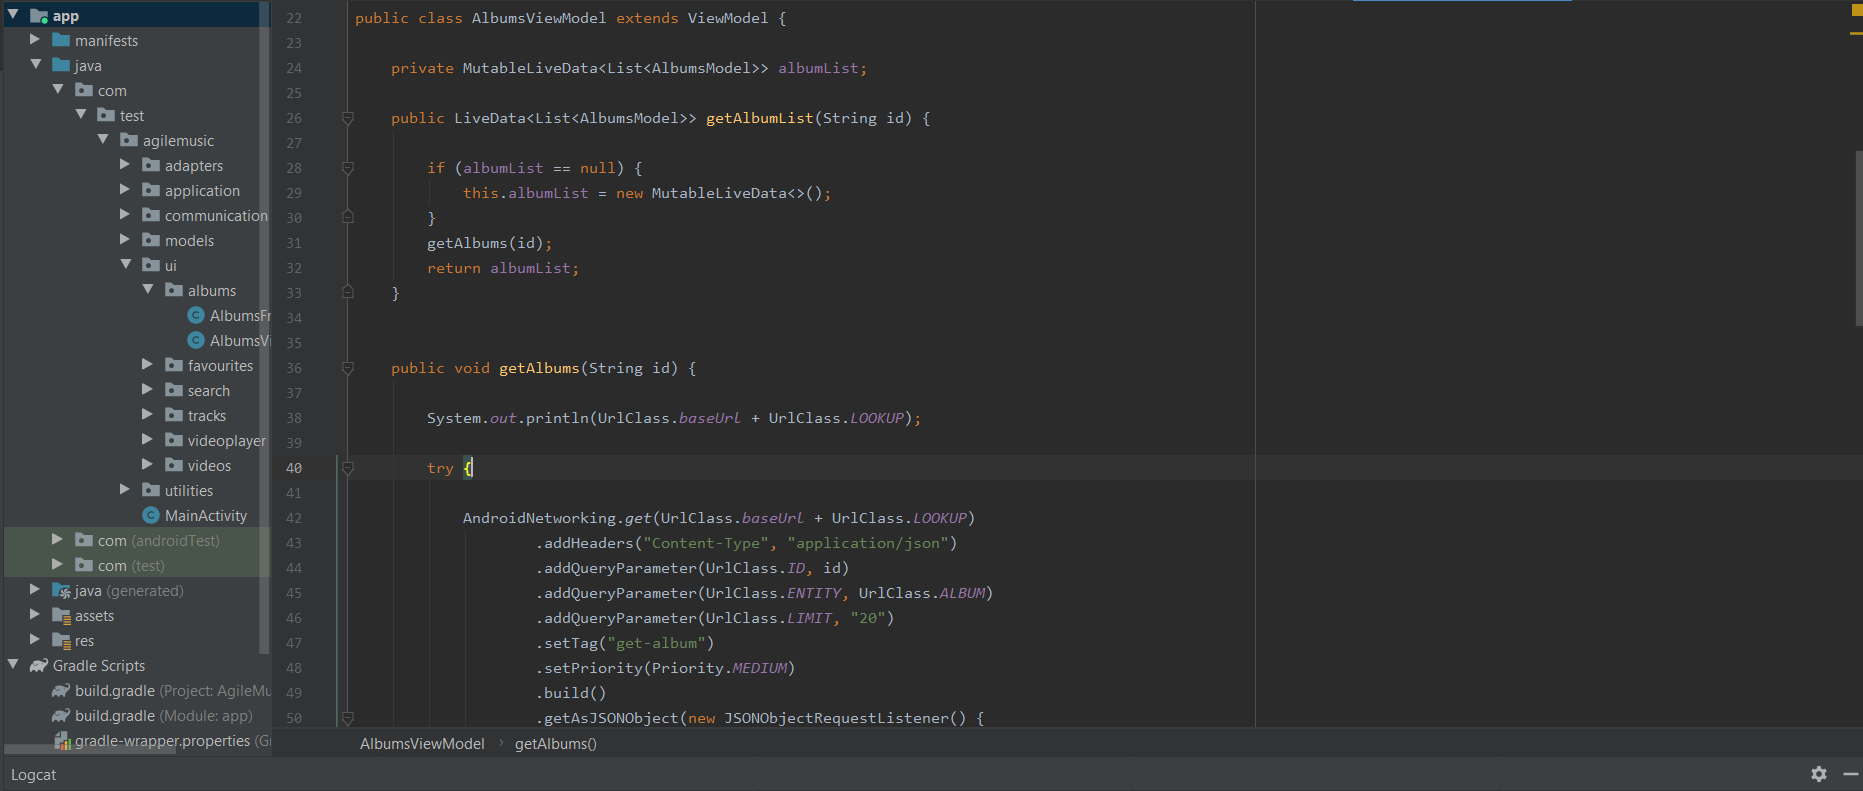 app
manifests
java
com
test
agilemusic
adapters
application
communication
models
ui
albums
AlbumsFr
AlbumsVi
favourites
search
tracks
videoplayer
videos
utilities
MainActivity
com (androidTest)
com (test)
java (generated)
assets
res
Gradle Scripts
build.gradle (Project: AgileMu
build.gradle (Module: app)
gradle-wrapper.properties (G
22 public class AlbumsViewModel extends ViewModel {
23
24 private MutableLiveData<List<AlbumsModel>> albumList;
25
26 public LiveData<List<AlbumsModel>> getAlbumList(String id) {
27
28 if (albumList == null) {
29 this.albumList = new MutableLiveData<>();
30 }
31 getAlbums(id);
32 return albumList;
33 }
34
35
36 public void getAlbums(String id) {
37
38 System.out.println(UrlClass.baseUrl + UrlClass.LOOKUP);
39
40 try {
41
42 AndroidNetworking.get(UrlClass.baseUrl + UrlClass.LOOKUP)
43 .addHeaders("Content-Type", "application/json")
44 .addQueryParameter(UrlClass.ID, id)
45 .addQueryParameter(UrlClass.ENTITY, UrlClass.ALBUM)
46 .addQueryParameter(UrlClass.LIMIT, "20")
47 .setTag("get-album")
48 .setPriority(Priority.MEDIUM)
49 .build()
50 .getAsJSONObject(new JSONObjectRequestListener() {
AlbumsViewModel › getAlbums()
Logcat